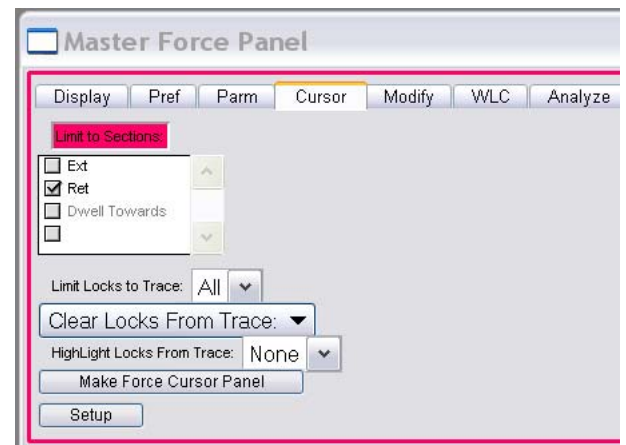 Master Force Panel
Display Pref Parm Cursor Modify WLC Analyze
Limit to Sections:
Ext
Ret
Dwell Towards
Limit Locks to Trace: All
Clear Locks From Trace:
HighLight Locks From Trace: None
Make Force Cursor Panel
Setup